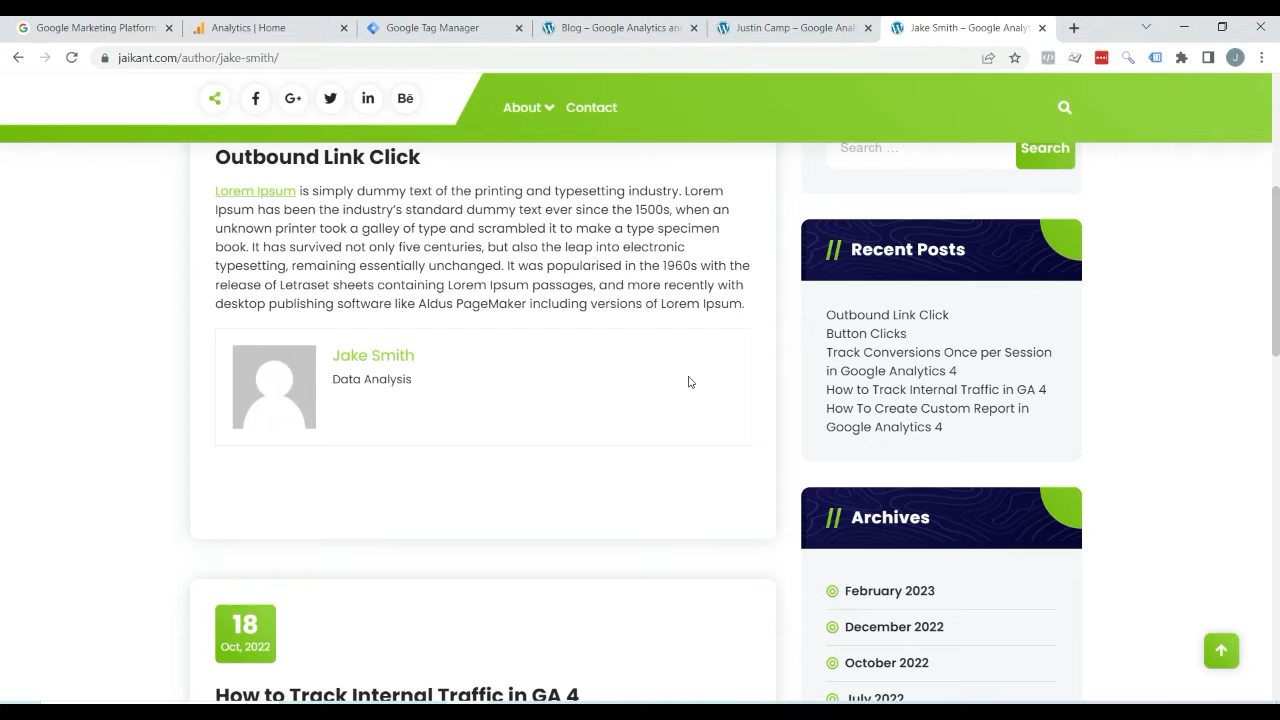 Google Marketing Platform
Analytics | Home
Google Tag Manager
Blog – Google Analytics and
Justin Camp – Google Anal
Jake Smith – Google Analyt
jaikant.com/author/jake-smith/
J
G+
in
Bē
About
Contact
Outbound Link Click
Lorem Ipsum is simply dummy text of the printing and typesetting industry. Lorem
Ipsum has been the industry's standard dummy text ever since the 1500s, when an
unknown printer took a galley of type and scrambled it to make a type specimen
book. It has survived not only five centuries, but also the leap into electronic
typesetting, remaining essentially unchanged. It was popularised in the 1960s with the
release of Letraset sheets containing Lorem Ipsum passages, and more recently with
desktop publishing software like Aldus PageMaker including versions of Lorem Ipsum.
Jake Smith
Data Analysis
18
Oct, 2022
How to Track Internal Traffic in GA 4
Search …
Search
// Recent Posts
Outbound Link Click
Button Clicks
Track Conversions Once per Session
in Google Analytics 4
How to Track Internal Traffic in GA 4
How To Create Custom Report in
Google Analytics 4
// Archives
February 2023
December 2022
October 2022
July 2022